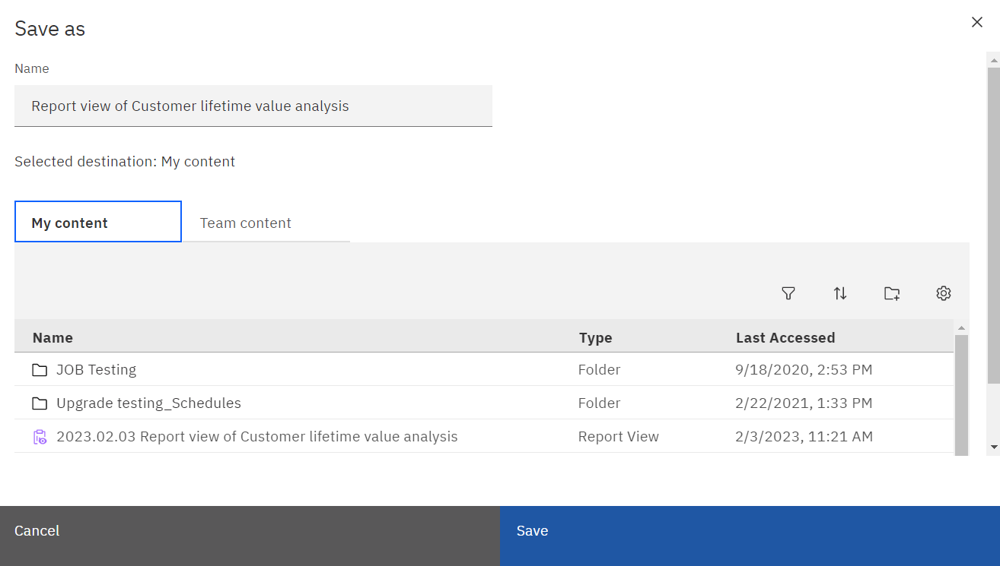 Save as
Name
Report view of Customer lifetime value analysis
Selected destination: My content
My content Team content
Name Type Last Accessed
JOB Testing Folder 9/18/2020, 2:53 PM
Upgrade testing_Schedules Folder 2/22/2021, 1:33 PM
2023.02.03 Report view of Customer lifetime value analysis Report View 2/3/2023, 11:21 AM
Cancel Save